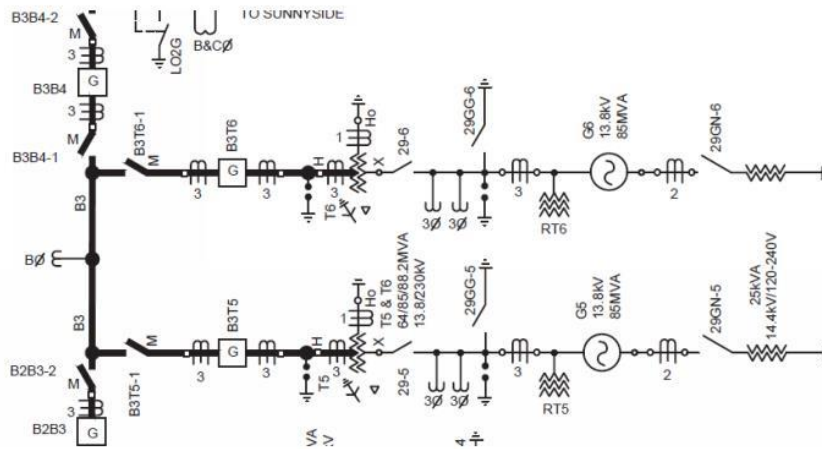 B3B4-2
TO SUNNYSIDE
M
LO2G
B&CØ
3
G
B3B4
3
M
B3B4-1
B3T6-1
M
3
B3T6
G
3
H
3
1
Ho
X
T6
29-6
3Ø
3Ø
29GG-6
3
RT6
G6
13.8kV
85MVA
2
29GN-6
B3
BØ
B3
B2B3-2
M
3
B2B3
G
B3T5-1
M
3
B3T5
G
3
H
3
1
Ho
X
T5
T5 & T6
64/85/88.2MVA
13.8/230kV
29-5
3Ø
3Ø
29GG-5
3
RT5
G5
13.8kV
85MVA
2
29GN-5
25kVA
14.4kV/120-240V
4